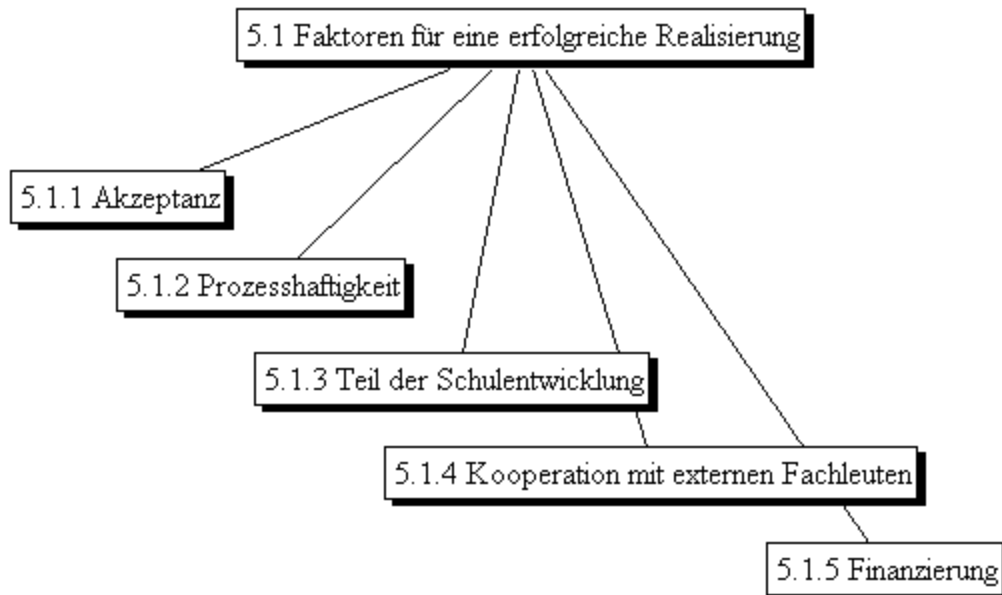 5.1 Faktoren für eine erfolgreiche Realisierung
5.1.1 Akzeptanz
5.1.2 Prozesshaftigkeit
5.1.3 Teil der Schulentwicklung
5.1.4 Kooperation mit externen Fachleuten
5.1.5 Finanzierung